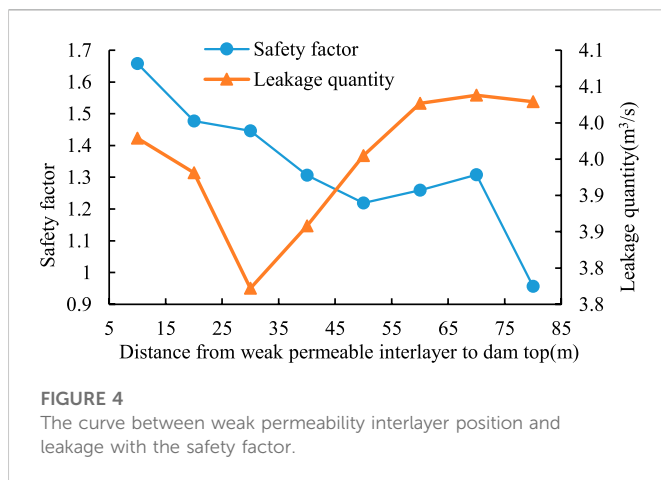 Safety factor
Leakage quantity
1.7
1.6
1.5
1.4
1.3
1.2
1.1
1
0.9
Safety factor
4.1
4.1
4.0
4.0
3.9
3.9
3.8
3.8
Leakage quantity(m³/s)
5 15 25 35 45 55 65 75 85
Distance from weak permeable interlayer to dam top(m)
FIGURE 4
The curve between weak permeability interlayer position and
leakage with the safety factor.